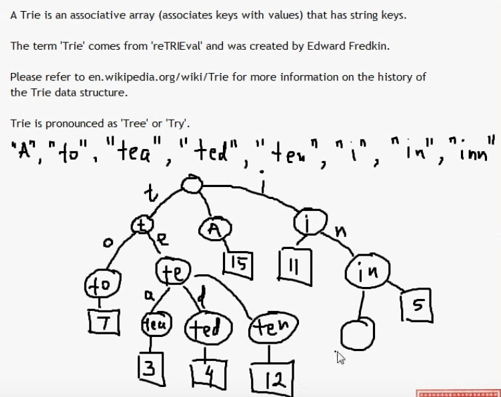 A Trie is an associative array (associates keys with values) that has string keys.
The term 'Trie' comes from 'reTRIEval' and was created by Edward Fredkin.
Please refer to en.wikipedia.org/wiki/Trie for more information on the history of
the Trie data structure.
Trie is pronounced as 'Tree' or 'Try'.
"A", "to", "tea", "ted", "ten", "i", "in", "inn"
t i
t A i n
o e
15 11
to te in
a d
7 tea ted ten 5
3 4 12